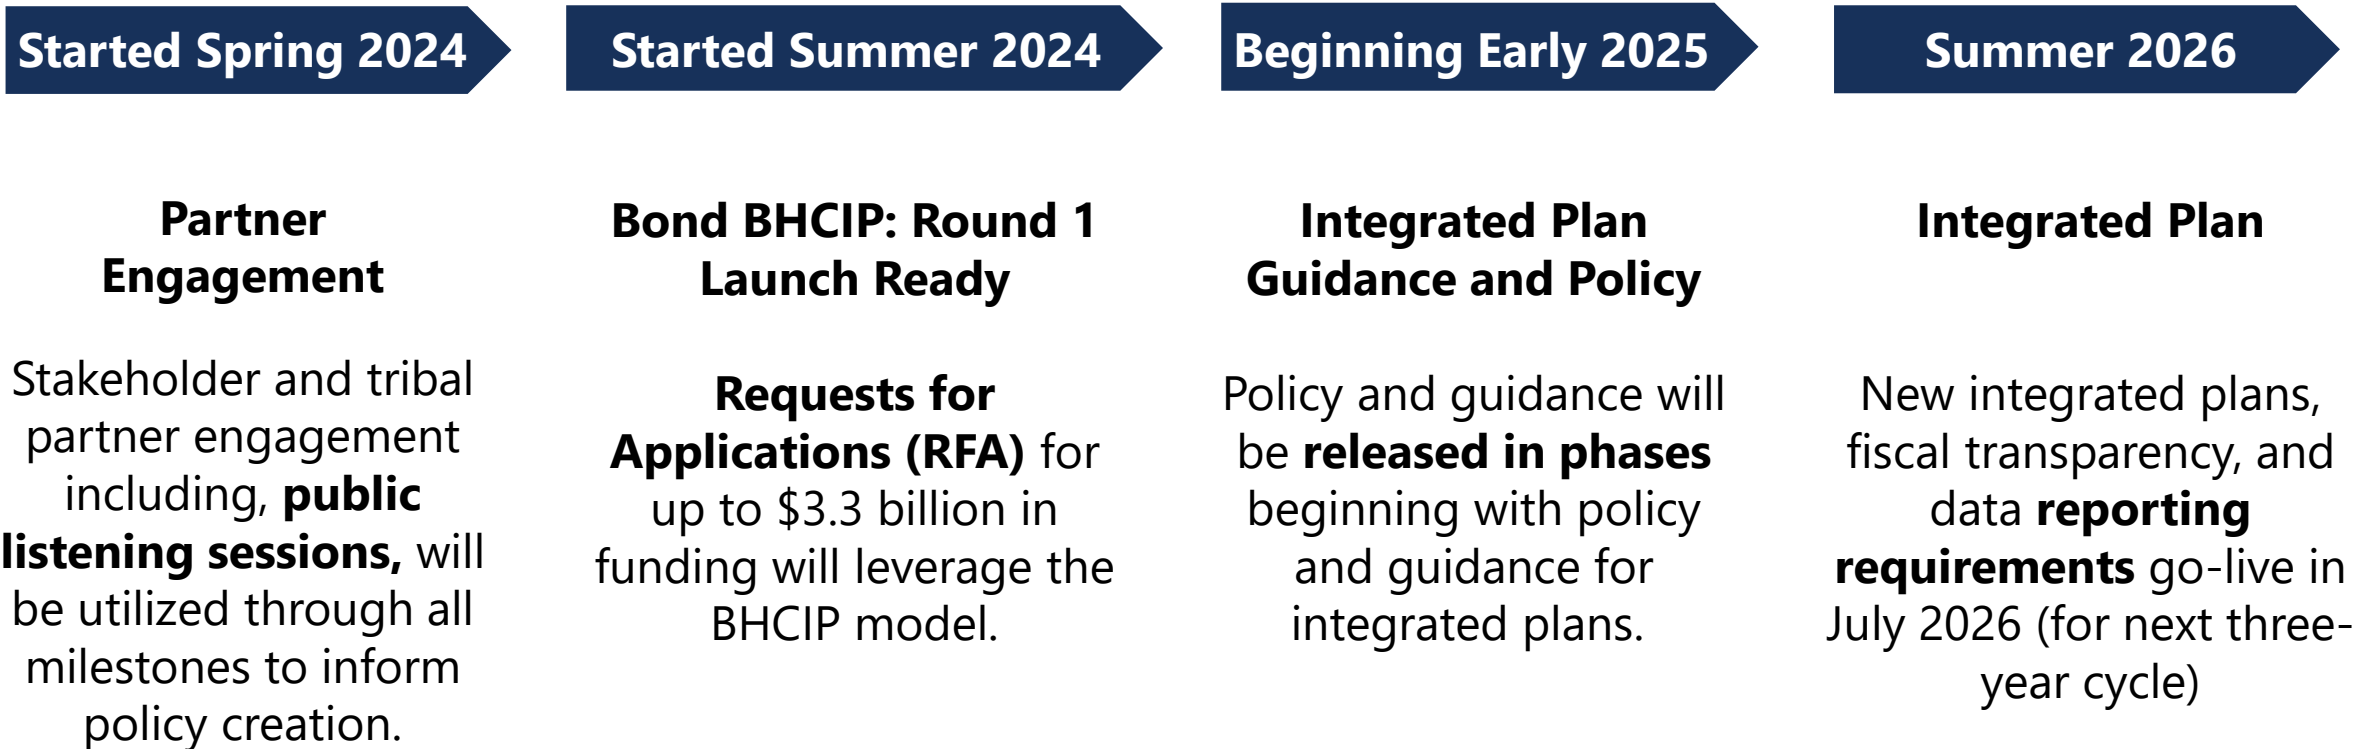 Started Spring 2024
Partner
Engagement
Stakeholder and tribal
partner engagement
including, public
listening sessions, will
be utilized through all
milestones to inform
policy creation.
Started Summer 2024
Bond BHCIP: Round 1
Launch Ready
Requests for
Applications (RFA) for
up to $3.3 billion in
funding will leverage the
BHCIP model.
Beginning Early 2025
Integrated Plan
Guidance and Policy
Policy and guidance will
be released in phases
beginning with policy
and guidance for
integrated plans.
Summer 2026
Integrated Plan
New integrated plans,
fiscal transparency, and
data reporting
requirements go-live in
July 2026 (for next three-
year cycle)